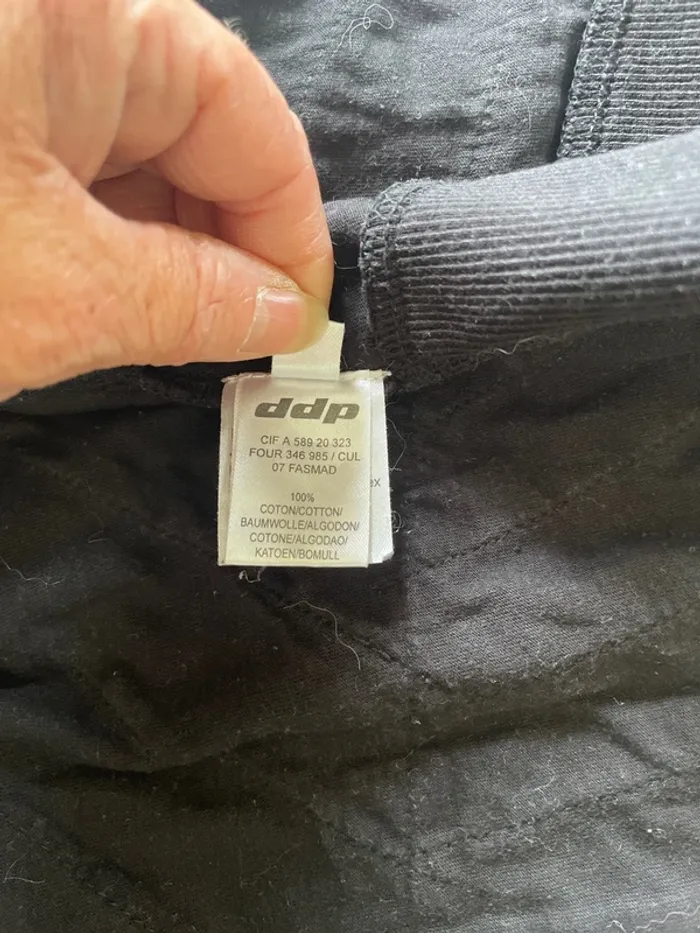 ddp
CIF A 589 20 323
FOUR 346 985 / CUL
07 FASMAD
100%
COTON/COTTON/
BAUMWOLLE/ALGODON/
COTONE/ALGODAO/
KATOEN/BOMULL